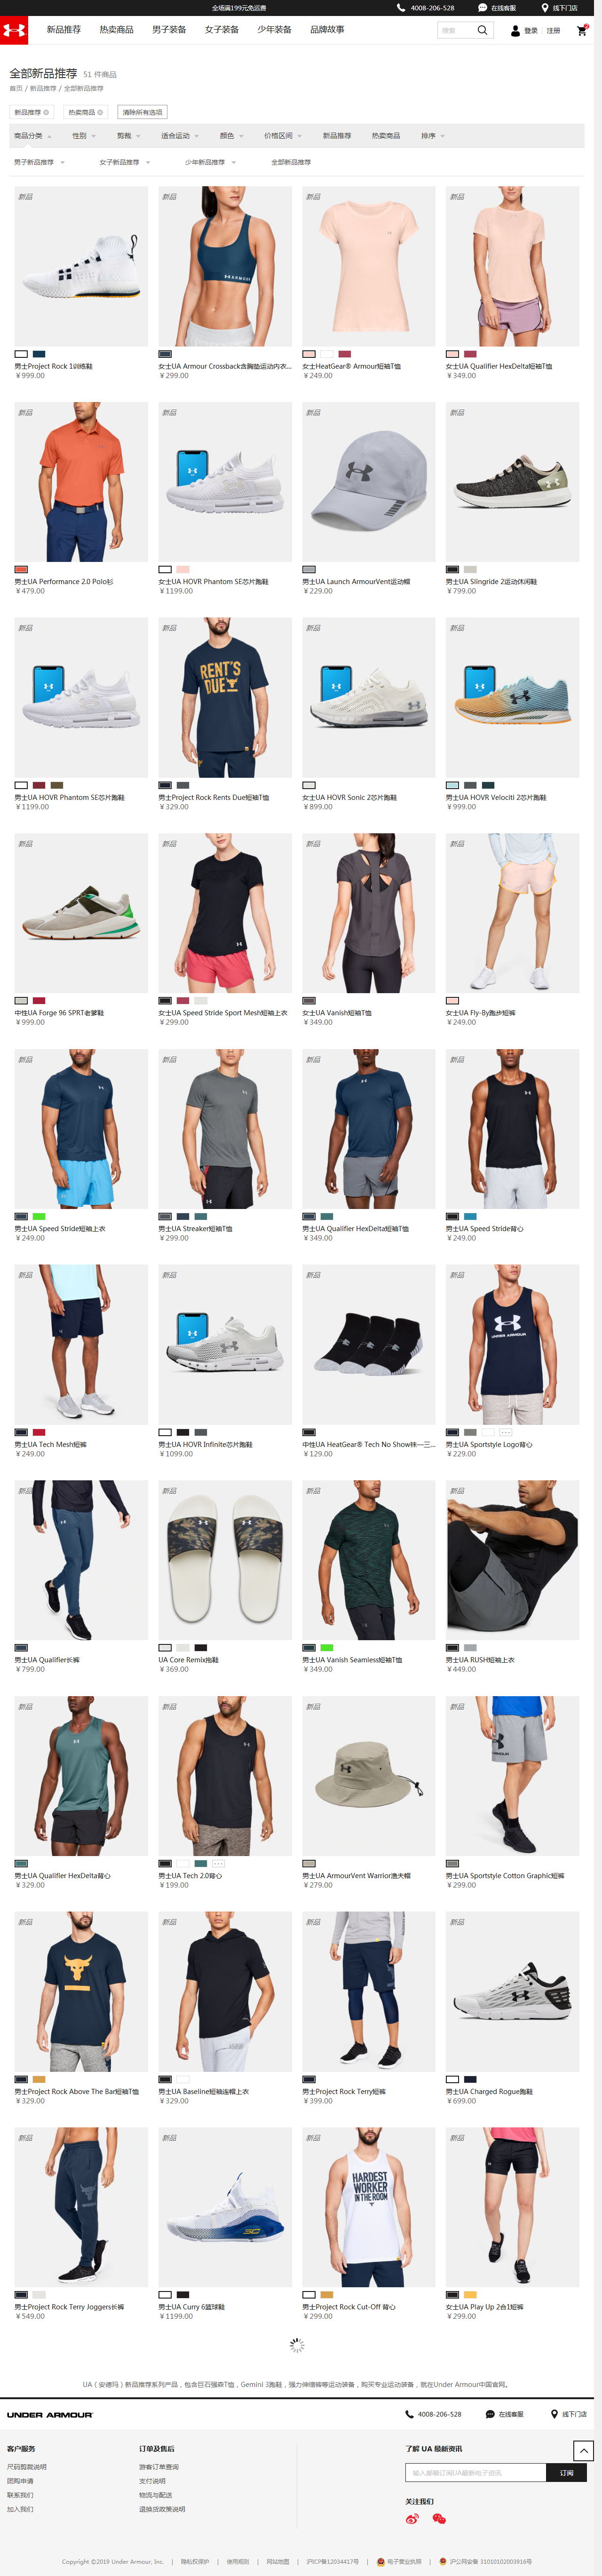 全场满199元免运费
4008-206-528 在线客服 线下门店
新品推荐 热卖商品 男子装备 女子装备 少年装备 品牌故事
搜索 登录 | 注册 2
全部新品推荐 51 件商品
首页 / 新品推荐 / 全部新品推荐
新品推荐 热卖商品 清除所有选项
商品分类 性别 剪裁 适合运动 颜色 价格区间 新品推荐 热卖商品 排序
男子新品推荐 女子新品推荐 少年新品推荐 全部新品推荐
新品 新品 新品 新品
男士Project Rock 1训练鞋 女士UA Armour Crossback含胸垫运动内衣... 女士HeatGear® Armour短袖T恤 女士UA Qualifier HexDelta短袖T恤
￥999.00 ￥299.00 ￥249.00 ￥349.00
新品 新品 新品 新品
男士UA Performance 2.0 Polo衫 女士UA HOVR Phantom SE芯片跑鞋 男士UA Launch ArmourVent运动帽 男士UA Slingride 2运动休闲鞋
￥479.00 ￥1199.00 ￥229.00 ￥799.00
新品 新品 新品 新品
RENT'S
DUE
男士UA HOVR Phantom SE芯片跑鞋 男士Project Rock Rents Due短袖T恤 女士UA HOVR Sonic 2芯片跑鞋 男士UA HOVR Velociti 2芯片跑鞋
￥1199.00 ￥329.00 ￥899.00 ￥999.00
新品 新品 新品 新品
中性UA Forge 96 SPRT老爹鞋 女士UA Speed Stride Sport Mesh短袖上衣 女士UA Vanish短袖T恤 女士UA Fly-By跑步短裤
￥999.00 ￥299.00 ￥349.00 ￥249.00
新品 新品 新品 新品
男士UA Speed Stride短袖上衣 男士UA Streaker短袖T恤 男士UA Qualifier HexDelta短袖T恤 男士UA Speed Stride背心
￥249.00 ￥299.00 ￥349.00 ￥249.00
新品 新品 新品 新品
UNDER ARMOUR
男士UA Tech Mesh短裤 男士UA HOVR Infinite芯片跑鞋 中性UA HeatGear® Tech No Show袜—三... 男士UA Sportstyle Logo背心
￥249.00 ￥1099.00 ￥129.00 ￥229.00
新品 新品 新品 新品
男士UA Qualifier长裤 UA Core Remix拖鞋 男士UA Vanish Seamless短袖T恤 男士UA RUSH短袖上衣
￥799.00 ￥369.00 ￥349.00 ￥449.00
新品 新品 新品 新品
男士UA Qualifier HexDelta背心 男士UA Tech 2.0背心 男士UA ArmourVent Warrior渔夫帽 男士UA Sportstyle Cotton Graphic短裤
￥329.00 ￥199.00 ￥279.00 ￥299.00
新品 新品 新品 新品
男士Project Rock Above The Bar短袖T恤 男士UA Baseline短袖连帽上衣 男士Project Rock Terry短裤 男士UA Charged Rogue跑鞋
￥329.00 ￥329.00 ￥399.00 ￥699.00
新品 新品 新品 新品
HARDEST
WORKER
IN THE ROOM
男士Project Rock Terry Joggers长裤 男士UA Curry 6篮球鞋 男士Project Rock Cut-Off 背心 女士UA Play Up 2合1短裤
￥549.00 ￥1199.00 ￥299.00 ￥299.00
UA（安德玛）新品推荐系列产品，包含巨石强森T恤，Gemini 3跑鞋，强力伸缩裤等运动装备，购买专业运动装备，就在Under Armour中国官网。
UNDER ARMOUR 4008-206-528 在线客服 线下门店
客户服务 订单及售后 了解 UA 最新资讯
尺码剪裁说明 游客订单查询
团购申请 支付说明 输入邮箱订阅UA最新电子资讯 订阅
联系我们 物流与配送
加入我们 退换货政策说明 关注我们
Copyright ©2019 Under Armour, Inc. | 隐私权保护 | 使用规则 | 网站地图 | 沪ICP备12034417号 | 电子营业执照 | 沪公网安备 31010102003916号